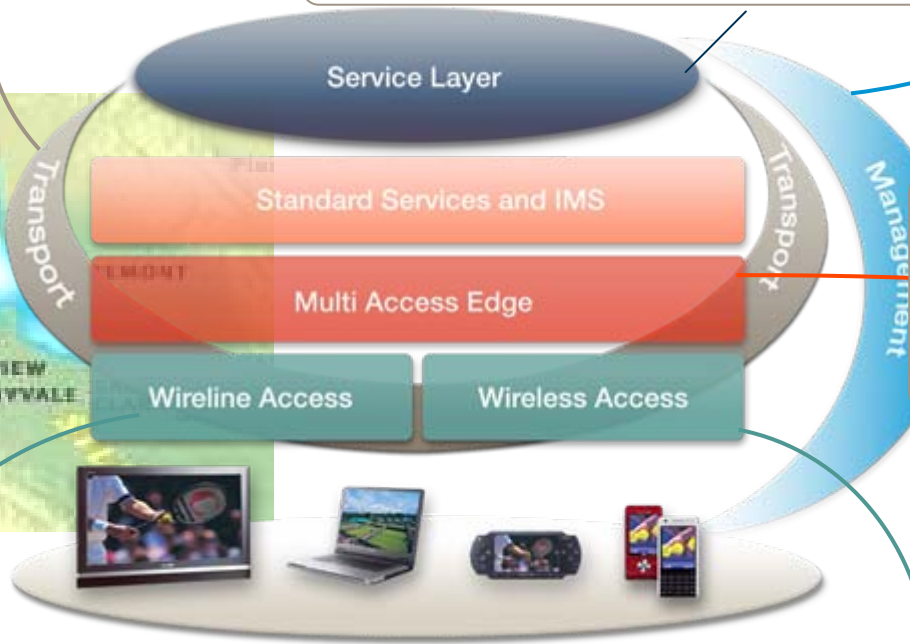 Service Layer
Transport
Transport
Management
Standard Services and IMS
Multi Access Edge
Wireline Access
Wireless Access